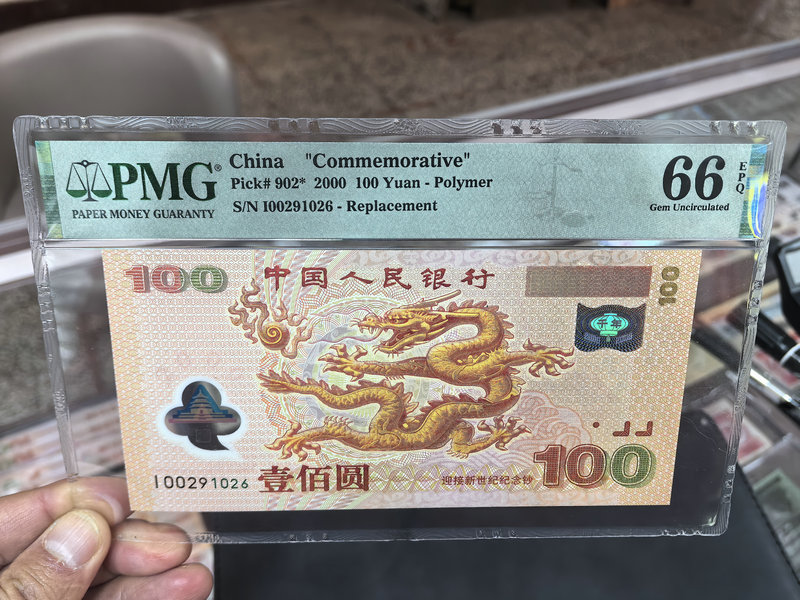 PMG®
PAPER MONEY GUARANTY
China "Commemorative"
Pick# 902* 2000 100 Yuan - Polymer
S/N I00291026 - Replacement
66
EPQ
Gem Uncirculated
100
中国人民银行
100
千禧
I00291026
壹佰圆
迎接新世纪纪念钞
100